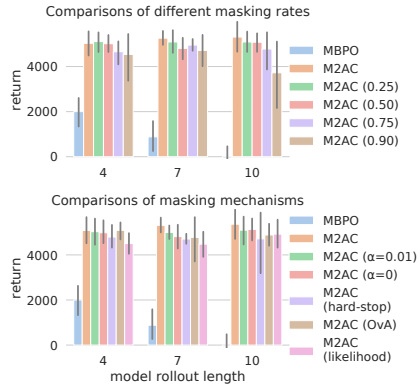 Comparisons of different masking rates
return
4000
2000
0
4
7
10
MBPO
M2AC
M2AC (0.25)
M2AC (0.50)
M2AC (0.75)
M2AC (0.90)
Comparisons of masking mechanisms
return
4000
2000
0
4
7
10
model rollout length
MBPO
M2AC
M2AC (α=0.01)
M2AC (α=0)
M2AC
(hard-stop)
M2AC (OvA)
M2AC
(likelihood)